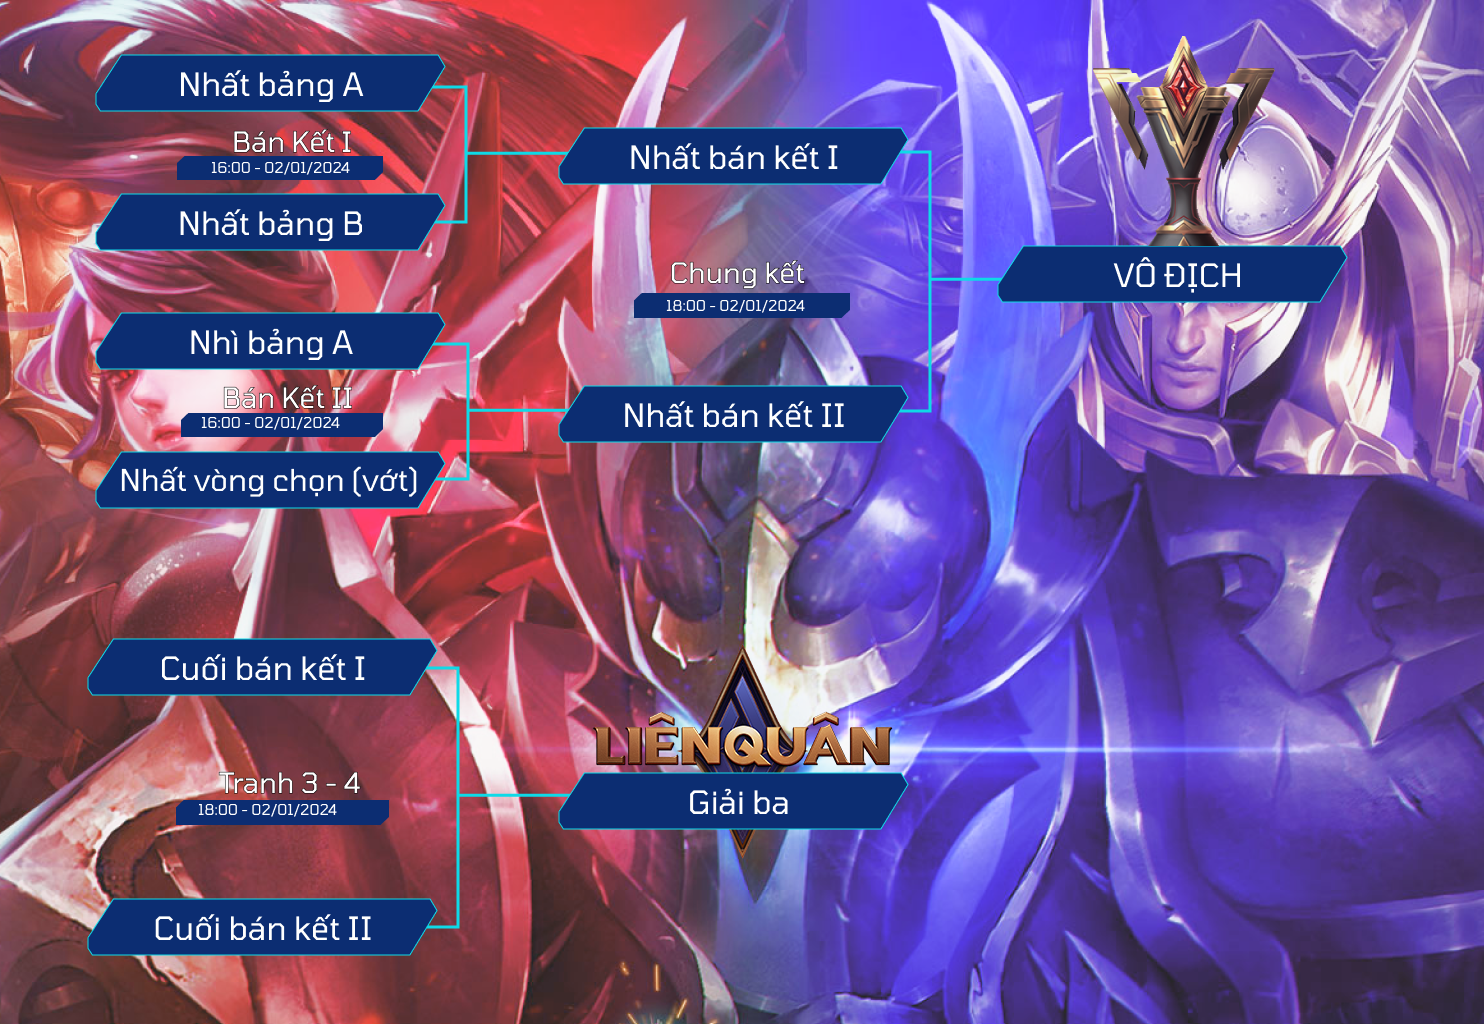 Nhất bảng A
Bán Kết I
16:00 - 02/01/2024
Nhất bảng B
Nhất bán kết I
Chung kết
18:00 - 02/01/2024
VÔ ĐỊCH
Nhì bảng A
Bán Kết II
16:00 - 02/01/2024
Nhất vòng chọn (vớt)
Nhất bán kết II
Cuối bán kết I
Tranh 3 - 4
18:00 - 02/01/2024
Cuối bán kết II
LIÊNQUÂN
Giải ba